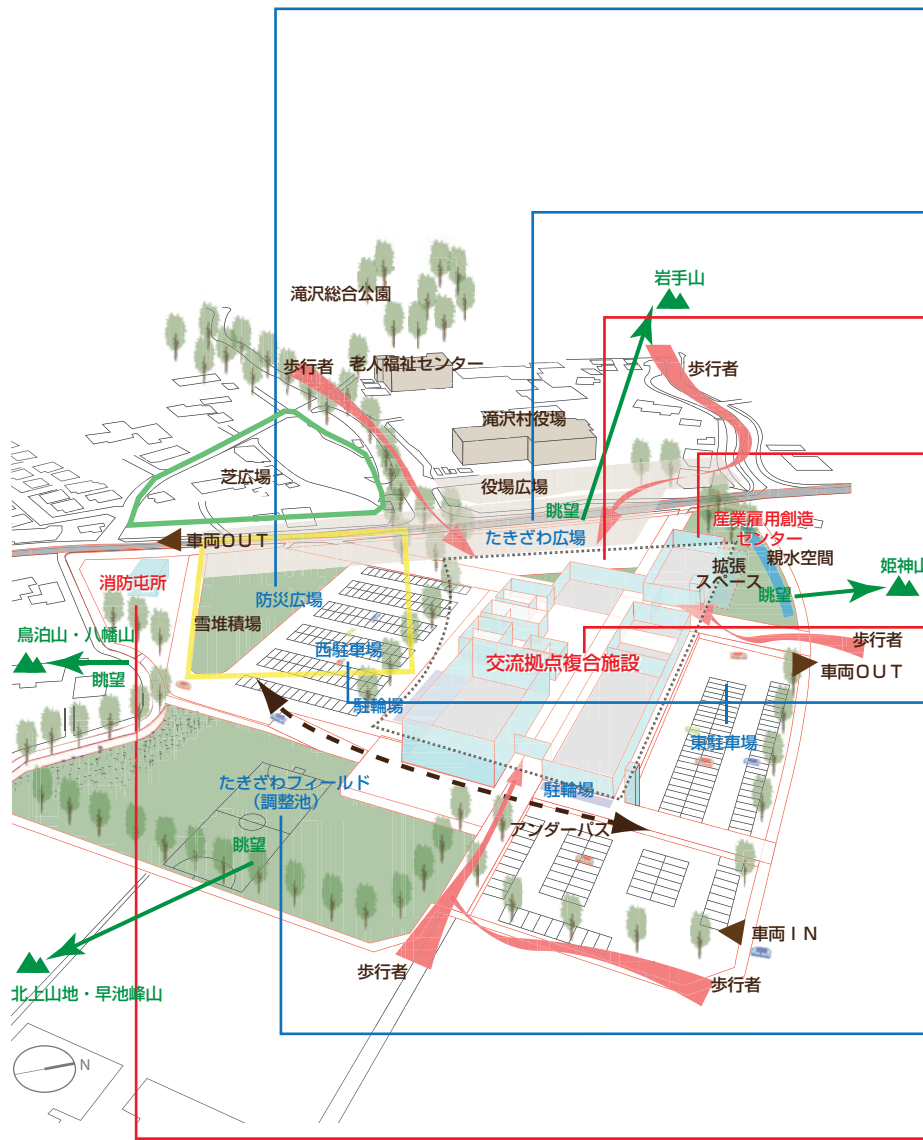 岩手山
滝沢総合公園
歩行者
老人福祉センター
歩行者
滝沢村役場
芝広場
役場広場
眺望
産業雇用創造
センター
車両OUT
たきざわ広場
親水空間
拡張
スペース
消防屯所
防災広場
眺望
姫神山
雪堆積場
鳥泊山・八幡山
西駐車場
交流拠点複合施設
歩行者
車両OUT
眺望
駐輪場
東駐車場
たきざわフィールド
(調整池)
駐輪場
アンダーパス
眺望
車両IN
歩行者
歩行者
北上山地・早池峰山
N